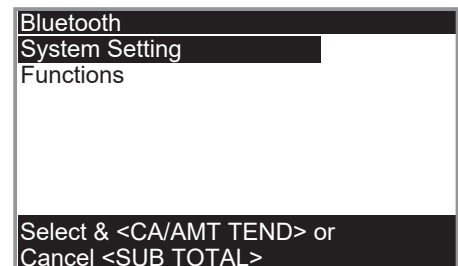 Bluetooth
System Setting
Functions
Select & <CA/AMT TEND> or
Cancel <SUB TOTAL>